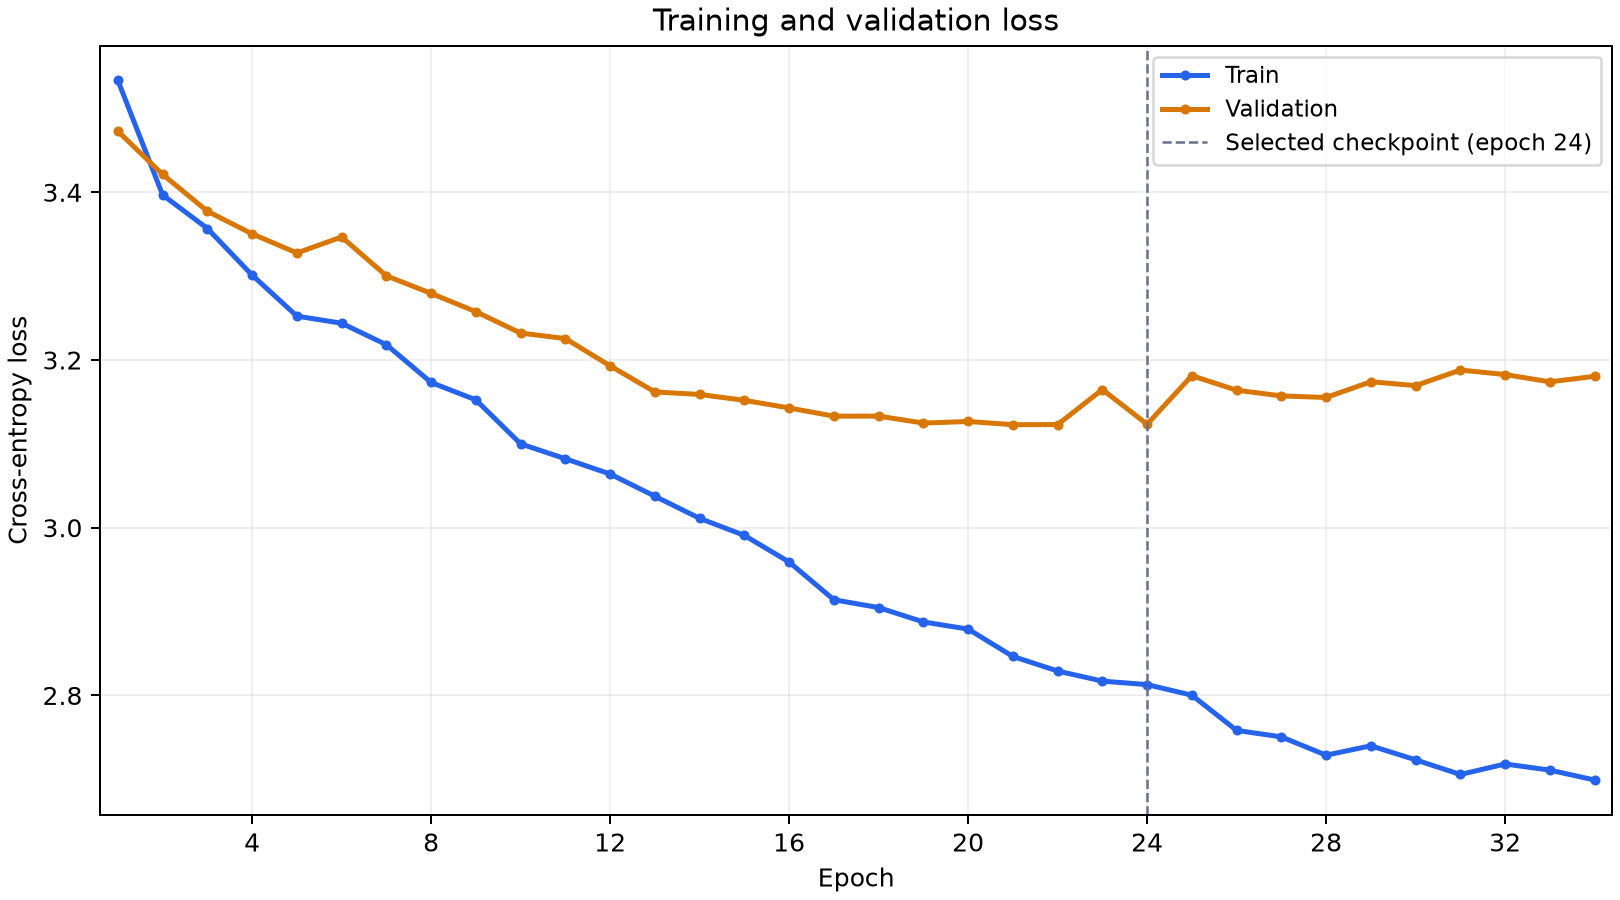 Training and validation loss
Train
Validation
Selected checkpoint (epoch 24)
Cross-entropy loss
3.4
3.2
3.0
2.8
4 8 12 16 20 24 28 32
Epoch